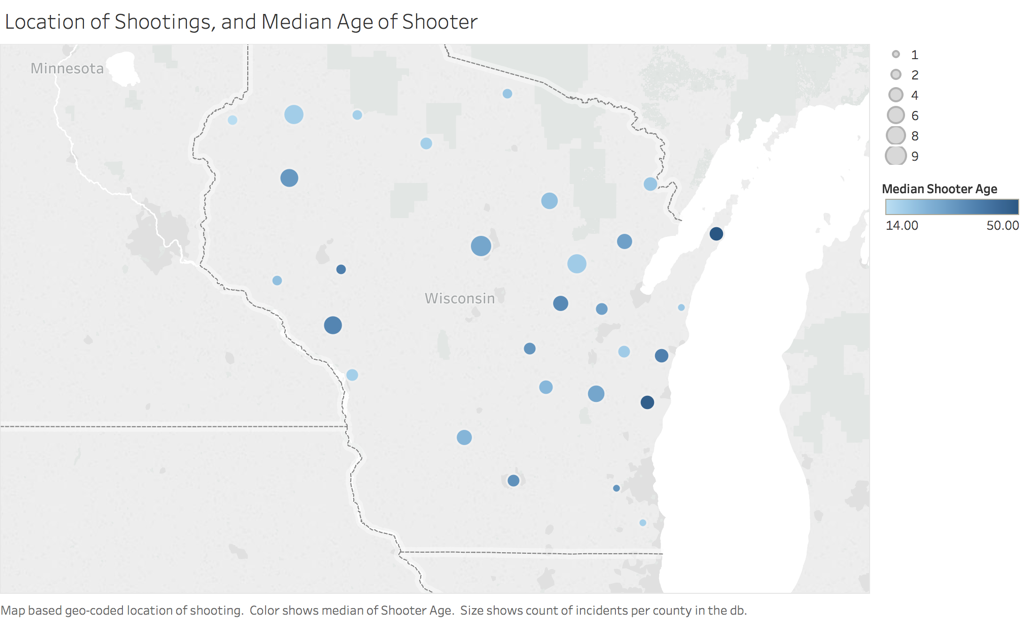 Location of Shootings, and Median Age of Shooter
Minnesota
Wisconsin
1
2
4
6
8
9
Median Shooter Age
14.00 50.00
Map based geo-coded location of shooting. Color shows median of Shooter Age. Size shows count of incidents per county in the db.